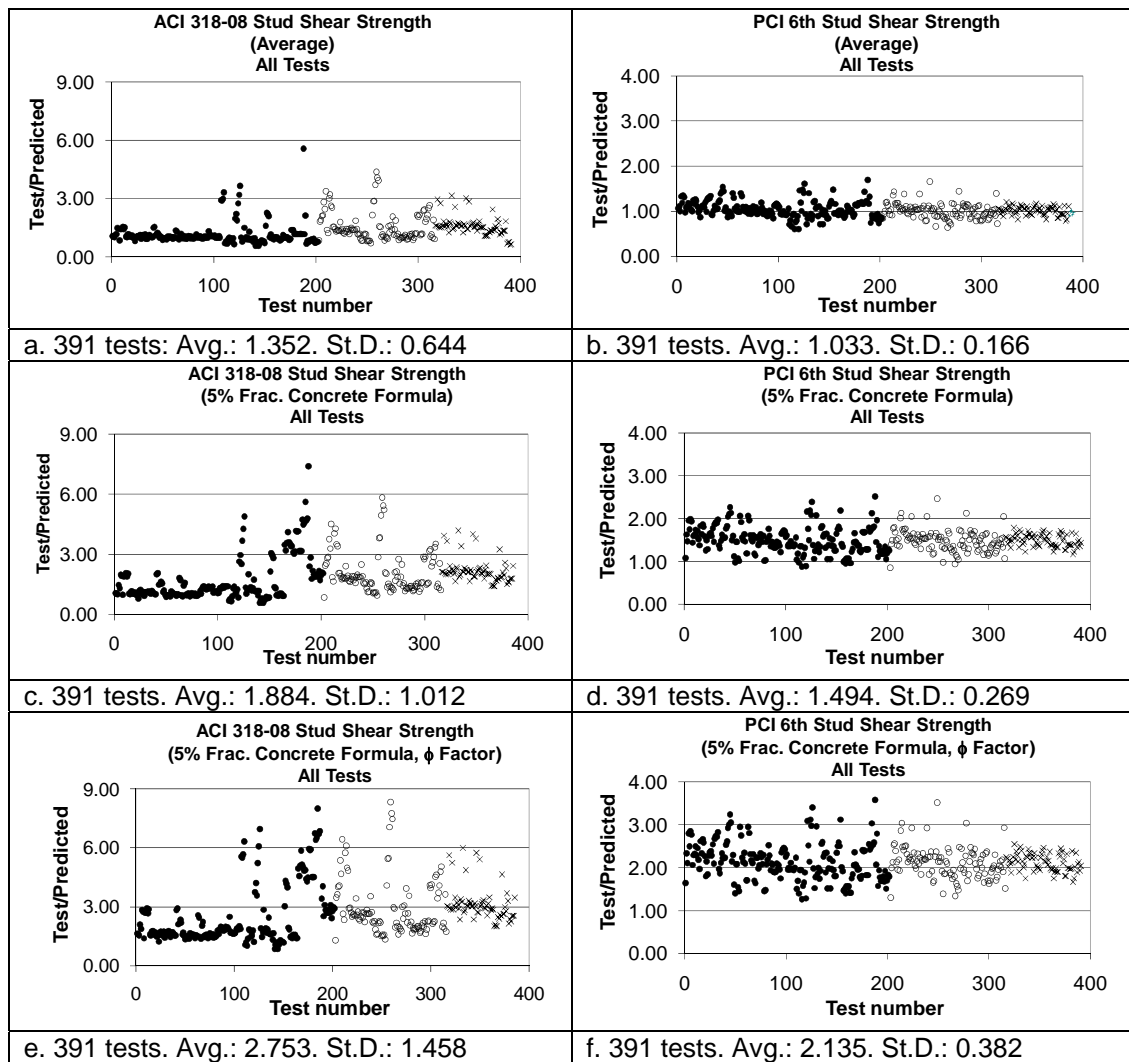 ACI 318-08 Stud Shear Strength
(Average)
All Tests
Test/Predicted
9.00
6.00
3.00
0.00
0 100 200 300 400
Test number
a. 391 tests: Avg.: 1.352. St.D.: 0.644
PCI 6th Stud Shear Strength
(Average)
All Tests
Test/Predicted
4.00
3.00
2.00
1.00
0.00
0 100 200 300 400
Test number
b. 391 tests. Avg.: 1.033. St.D.: 0.166
ACI 318-08 Stud Shear Strength
(5% Frac. Concrete Formula)
All Tests
Test/Predicted
9.00
6.00
3.00
0.00
0 100 200 300 400
Test number
c. 391 tests. Avg.: 1.884. St.D.: 1.012
PCI 6th Stud Shear Strength
(5% Frac. Concrete Formula)
All Tests
Test/Predicted
4.00
3.00
2.00
1.00
0.00
0 100 200 300 400
Test number
d. 391 tests. Avg.: 1.494. St.D.: 0.269
ACI 318-08 Stud Shear Strength
(5% Frac. Concrete Formula, ϕ Factor)
All Tests
Test/Predicted
9.00
6.00
3.00
0.00
0 100 200 300 400
Test number
e. 391 tests. Avg.: 2.753. St.D.: 1.458
PCI 6th Stud Shear Strength
(5% Frac. Concrete Formula, ϕ Factor)
All Tests
Test/Predicted
4.00
3.00
2.00
1.00
0.00
0 100 200 300 400
Test number
f. 391 tests. Avg.: 2.135. St.D.: 0.382